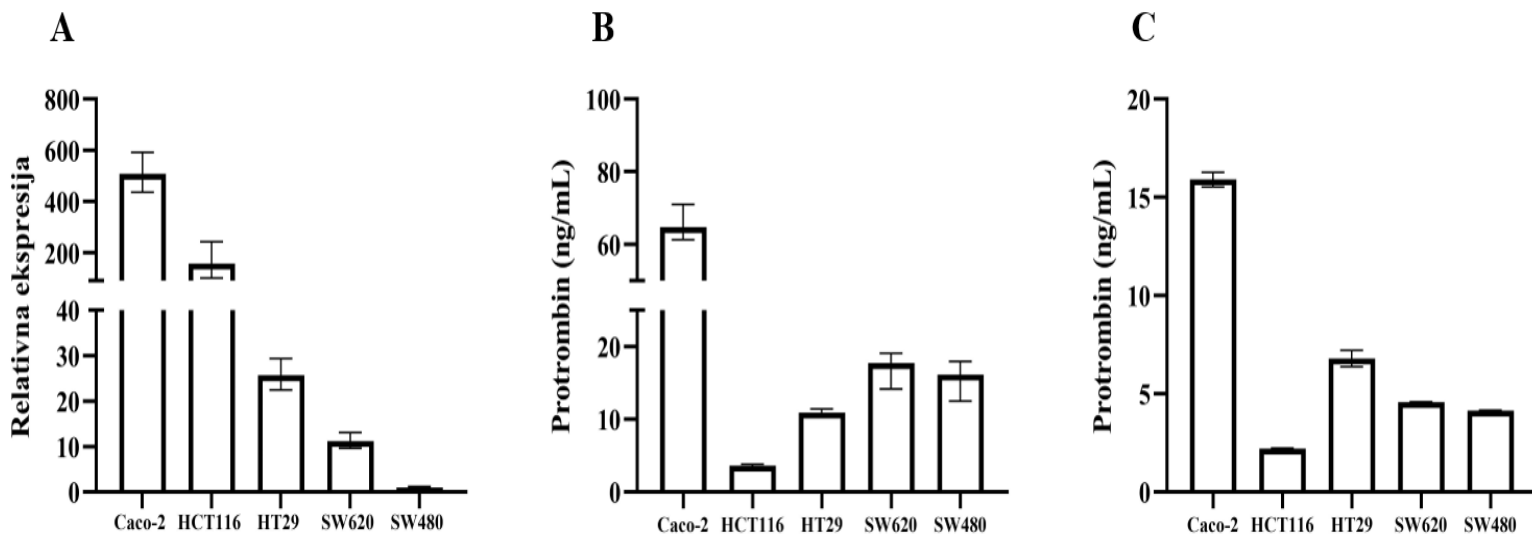 A
Relativna ekspresija
800
600
400
200
40
30
20
10
0
Caco-2 HCT116 HT29 SW620 SW480
B
Protrombin (ng/mL)
100
80
60
20
10
0
Caco-2 HCT116 HT29 SW620 SW480
C
Protrombin (ng/mL)
20
15
10
5
0
Caco-2 HCT116 HT29 SW620 SW480